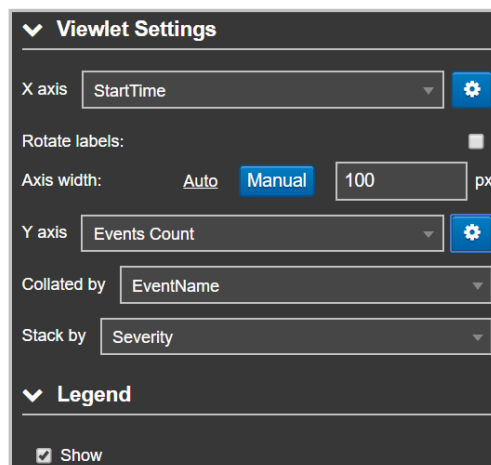 Viewlet Settings
X axis StartTime
Rotate labels:
Axis width: Auto Manual 100 px
Y axis Events Count
Collated by EventName
Stack by Severity
Legend
Show